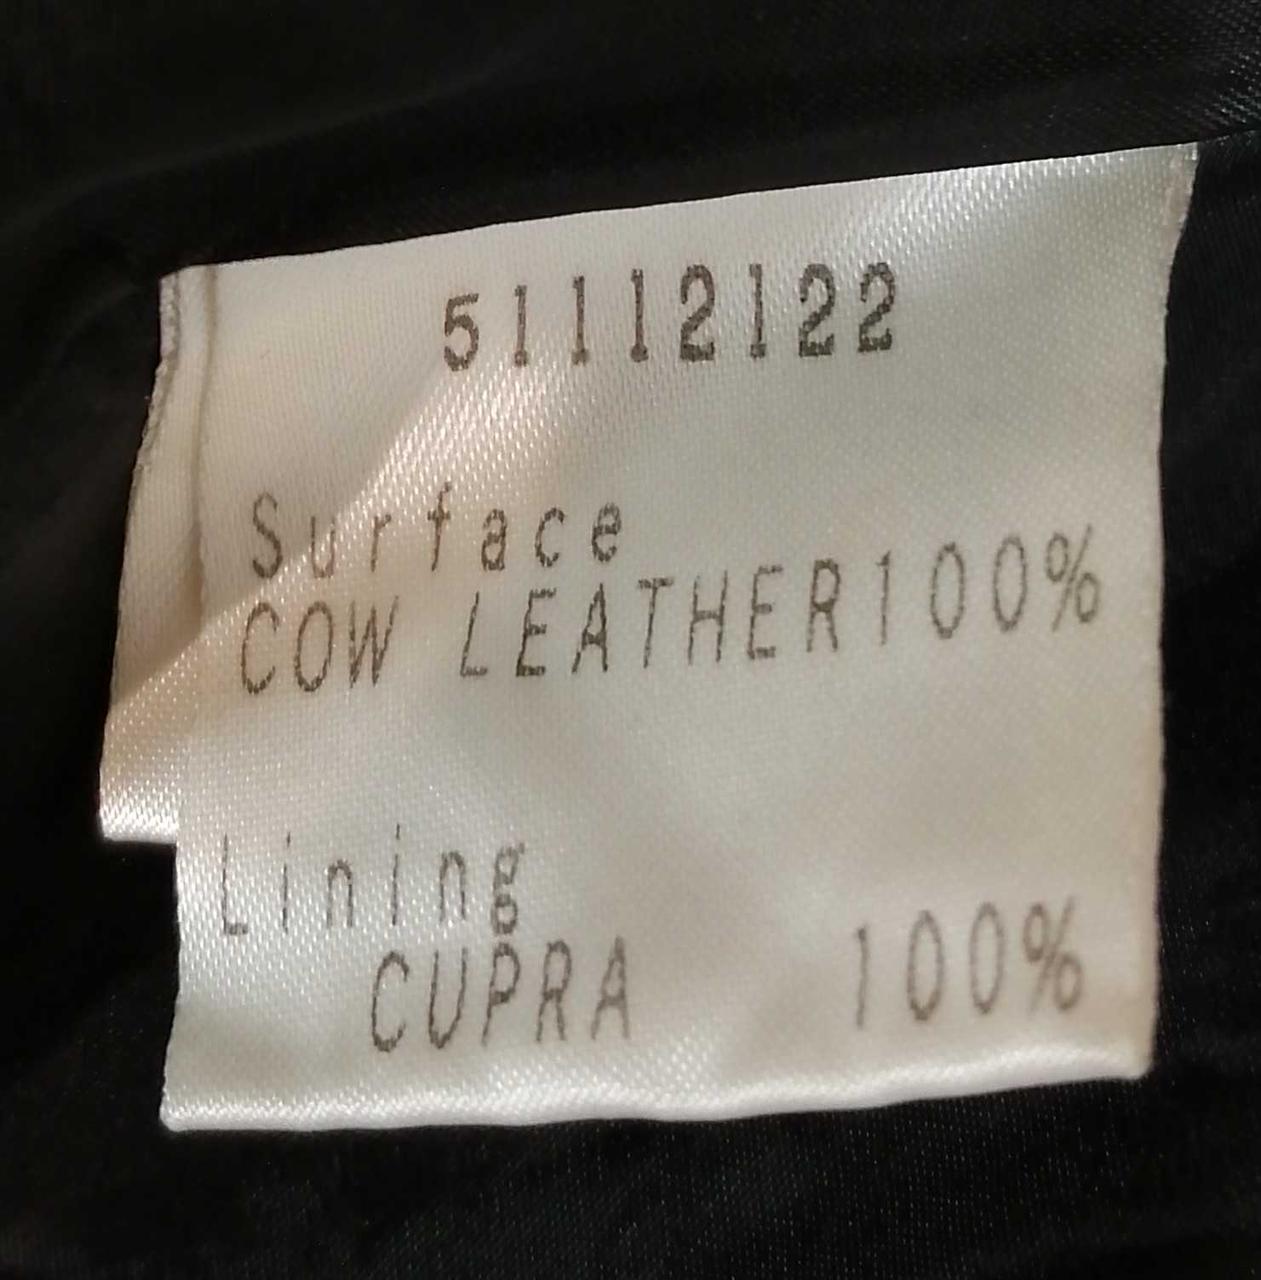 51112122
Surface
COW LEATHER100%
Lining
CUPRA 100%